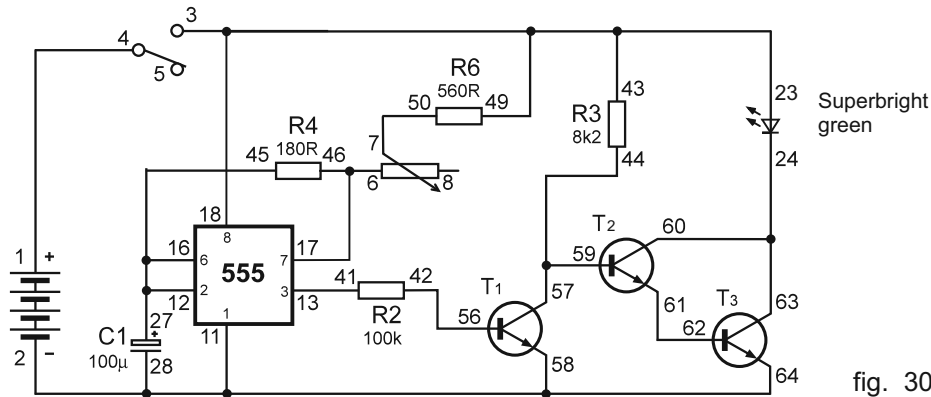 3
4
5
R6
560R
50
49
43
R3
8k2
44
23
Superbright
green
24
7
R4
180R
45
46
6
8
18
8
16
6
555
7
17
12
2
3
13
1
11
1
+
2
−
27
+
C1
100µ
28
41
42
R2
100k
T1
56
57
58
T2
59
60
61
T3
62
63
64
fig. 30